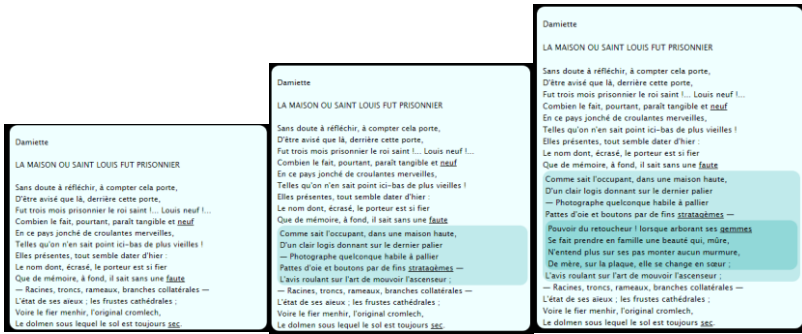 Damiette
LA MAISON OU SAINT LOUIS FUT PRISONNIER
Sans doute à réfléchir, à compter cela porte,
D'être avisé que là, derrière cette porte,
Fut trois mois prisonnier le roi saint !... Louis neuf !...
Combien le fait, pourtant, paraît tangible et neuf
En ce pays jonché de croulantes merveilles,
Telles qu'on n'en sait point ici-bas de plus vieilles !
Elles présentes, tout semble dater d'hier :
Le nom dont, écrasé, le porteur est si fier
Que de mémoire, à fond, il sait sans une faute
— Racines, troncs, rameaux, branches collatérales —
L'état de ses aïeux ; les frustes cathédrales ;
Voire le fier menhir, l'original cromlech,
Le dolmen sous lequel le sol est toujours sec.
Damiette
LA MAISON OU SAINT LOUIS FUT PRISONNIER
Sans doute à réfléchir, à compter cela porte,
D'être avisé que là, derrière cette porte,
Fut trois mois prisonnier le roi saint !... Louis neuf !...
Combien le fait, pourtant, paraît tangible et neuf
En ce pays jonché de croulantes merveilles,
Telles qu'on n'en sait point ici-bas de plus vieilles !
Elles présentes, tout semble dater d'hier :
Le nom dont, écrasé, le porteur est si fier
Que de mémoire, à fond, il sait sans une faute
Comme sait l'occupant, dans une maison haute,
D'un clair logis donnant sur le dernier palier
— Photographe quelconque habile à pallier
Pattes d'oie et boutons par de fins stratagèmes —
L'avis roulant sur l'art de mouvoir l'ascenseur ;
— Racines, troncs, rameaux, branches collatérales —
L'état de ses aïeux ; les frustes cathédrales ;
Voire le fier menhir, l'original cromlech,
Le dolmen sous lequel le sol est toujours sec.
Damiette
LA MAISON OU SAINT LOUIS FUT PRISONNIER
Sans doute à réfléchir, à compter cela porte,
D'être avisé que là, derrière cette porte,
Fut trois mois prisonnier le roi saint !... Louis neuf !...
Combien le fait, pourtant, paraît tangible et neuf
En ce pays jonché de croulantes merveilles,
Telles qu'on n'en sait point ici-bas de plus vieilles !
Elles présentes, tout semble dater d'hier :
Le nom dont, écrasé, le porteur est si fier
Que de mémoire, à fond, il sait sans une faute
Comme sait l'occupant, dans une maison haute,
D'un clair logis donnant sur le dernier palier
— Photographe quelconque habile à pallier
Pattes d'oie et boutons par de fins stratagèmes —
Pouvoir du retoucheur ! lorsque arborant ses gemmes
Se fait prendre en famille une beauté qui, mûre,
N'entend plus sur ses pas monter aucun murmure,
De mère, sur la plaque, elle se change en sœur ;
L'avis roulant sur l'art de mouvoir l'ascenseur ;
— Racines, troncs, rameaux, branches collatérales —
L'état de ses aïeux ; les frustes cathédrales ;
Voire le fier menhir, l'original cromlech,
Le dolmen sous lequel le sol est toujours sec.